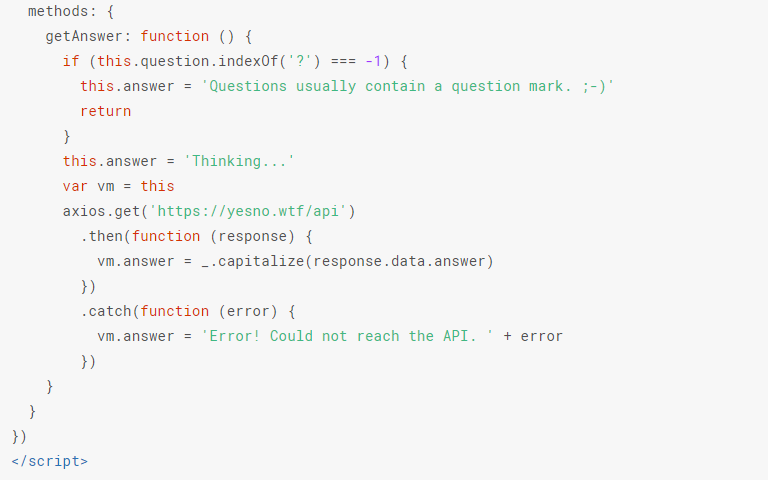 methods: {
getAnswer: function () {
if (this.question.indexOf('?') === -1) {
this.answer = 'Questions usually contain a question mark. ;-)'
return
}
this.answer = 'Thinking...'
var vm = this
axios.get('https://yesno.wtf/api')
.then(function (response) {
vm.answer = _.capitalize(response.data.answer)
})
.catch(function (error) {
vm.answer = 'Error! Could not reach the API. ' + error
})
}
}
})
</script>